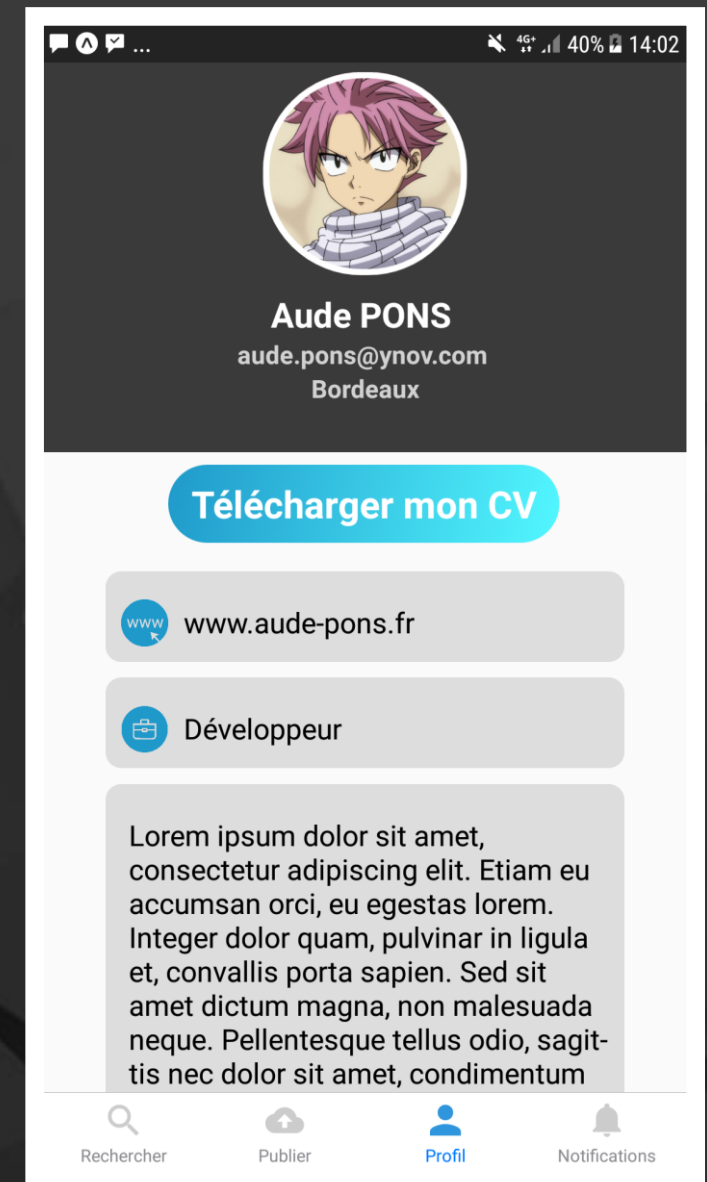 ... 4G+ 40% 14:02
Aude PONS
aude.pons@ynov.com
Bordeaux
Télécharger mon CV
www www.aude-pons.fr
Développeur
Lorem ipsum dolor sit amet,
consectetur adipiscing elit. Etiam eu
accumsan orci, eu egestas lorem.
Integer dolor quam, pulvinar in ligula
et, convallis porta sapien. Sed sit
amet dictum magna, non malesuada
neque. Pellentesque tellus odio, sagit-
tis nec dolor sit amet, condimentum
Rechercher Publier Profil Notifications